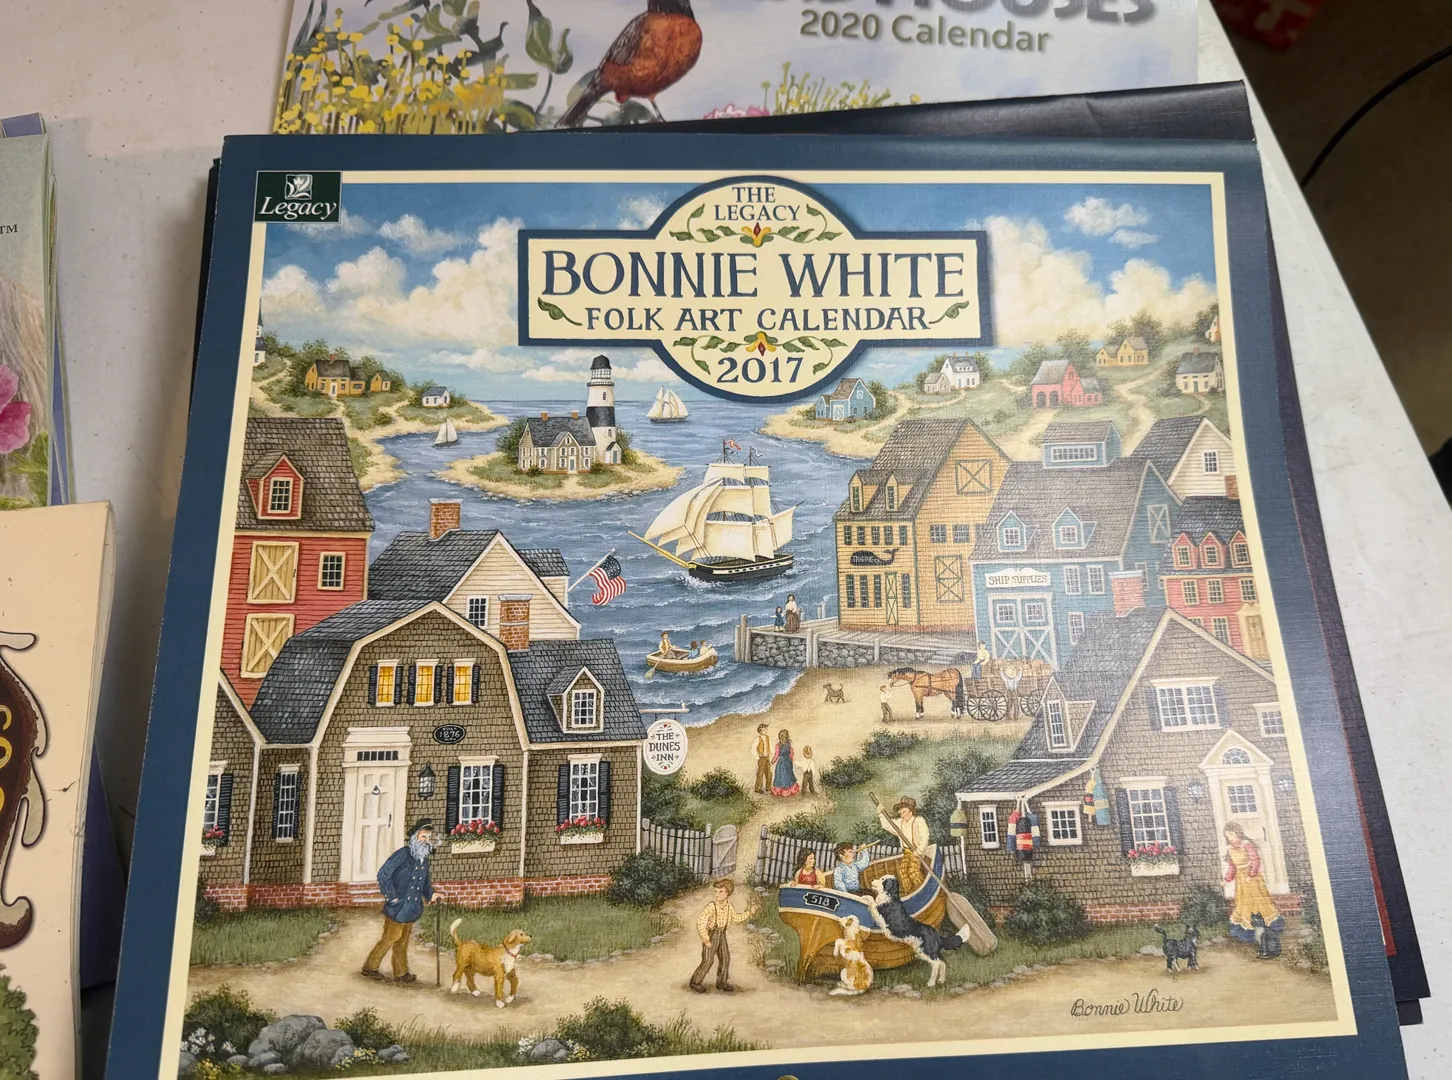 2020 Calendar
TM
Legacy
THE
LEGACY
BONNIE WHITE
FOLK ART CALENDAR
2017
SHIP SUPPLIES
1876
THE
DUNES
INN
518
Bonnie White